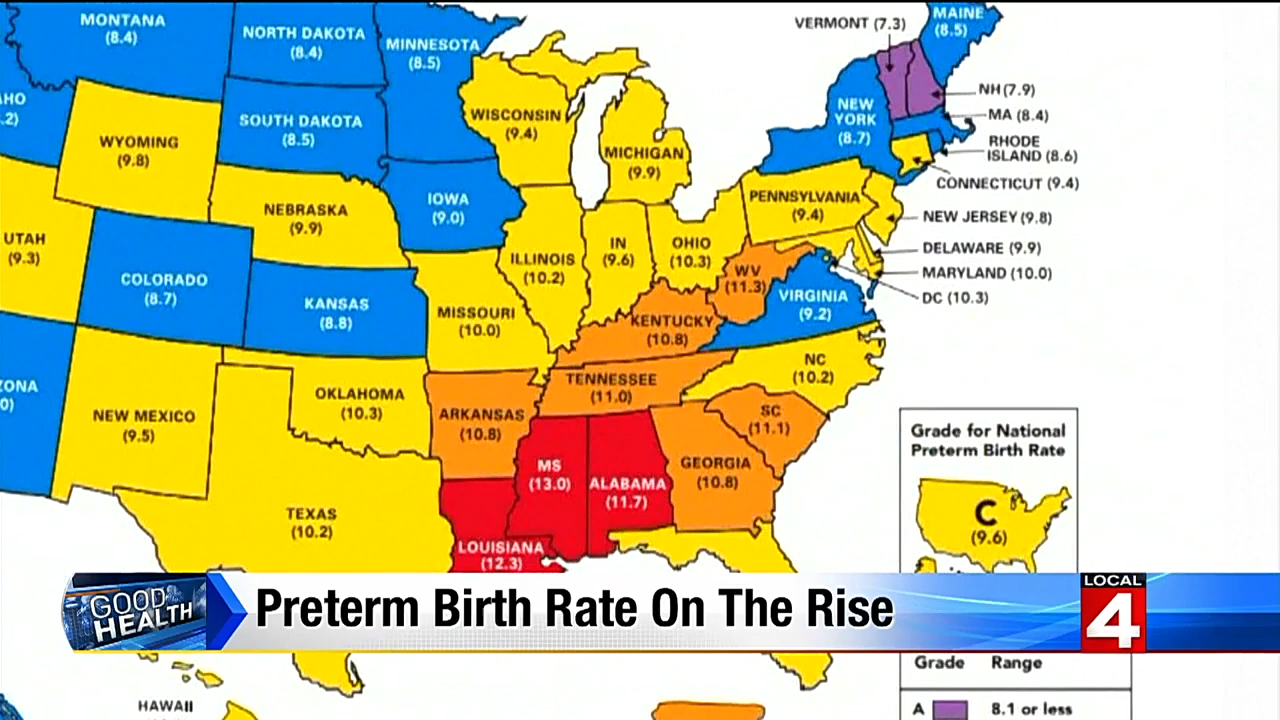 MONTANA
(8.4)
NORTH DAKOTA
(8.4)
MINNESOTA
(8.5)
VERMONT (7.3)
MAINE
(8.5)
AHO
.2)
WYOMING
(9.8)
SOUTH DAKOTA
(8.5)
WISCONSIN
(9.4)
MICHIGAN
(9.9)
NEW
YORK
(8.7)
NH (7.9)
MA (8.4)
RHODE
ISLAND (8.6)
CONNECTICUT (9.4)
UTAH
(9.3)
NEBRASKA
(9.9)
IOWA
(9.0)
PENNSYLVANIA
(9.4)
NEW JERSEY (9.8)
DELAWARE (9.9)
MARYLAND (10.0)
DC (10.3)
COLORADO
(8.7)
KANSAS
(8.8)
MISSOURI
(10.0)
ILLINOIS
(10.2)
IN
(9.6)
OHIO
(10.3)
WV
(11.3)
VIRGINIA
(9.2)
KENTUCKY
(10.8)
ZONA
0)
NEW MEXICO
(9.5)
OKLAHOMA
(10.3)
ARKANSAS
(10.8)
TENNESSEE
(11.0)
NC
(10.2)
SC
(11.1)
TEXAS
(10.2)
LOUISIANA
(12.3)
MS
(13.0)
ALABAMA
(11.7)
GEORGIA
(10.8)
Grade for National
Preterm Birth Rate
C
(9.6)
GOOD
HEALTH
Preterm Birth Rate On The Rise
LOCAL
4
HAWAII
Grade Range
A 8.1 or less